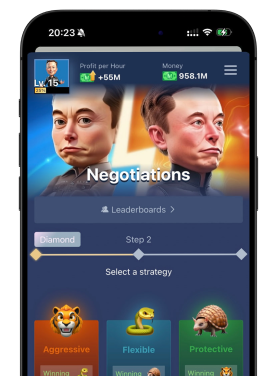 20:23
Profit per Hour
Money
Lv. 15
+55M
958.1M
Negotiations
Leaderboards >
Diamond
Step 2
Select a strategy
Aggressive
Flexible
Protective
Winning
Winning
Winning